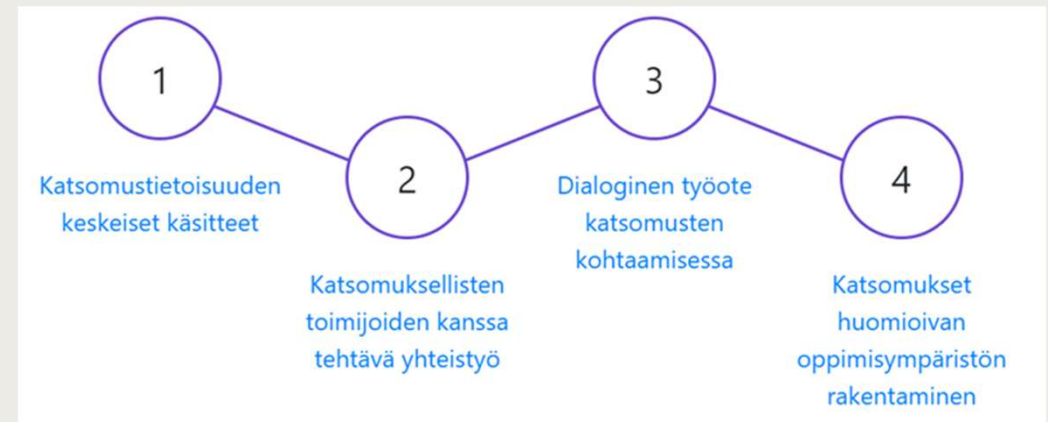 1
Katsomustietoisuuden
keskeiset käsitteet
2
Katsomuksellisten
toimijoiden kanssa
tehtävä yhteistyö
3
Dialoginen työote
katsomusten
kohtaamisessa
4
Katsomukset
huomioivan
oppimisympäristön
rakentaminen